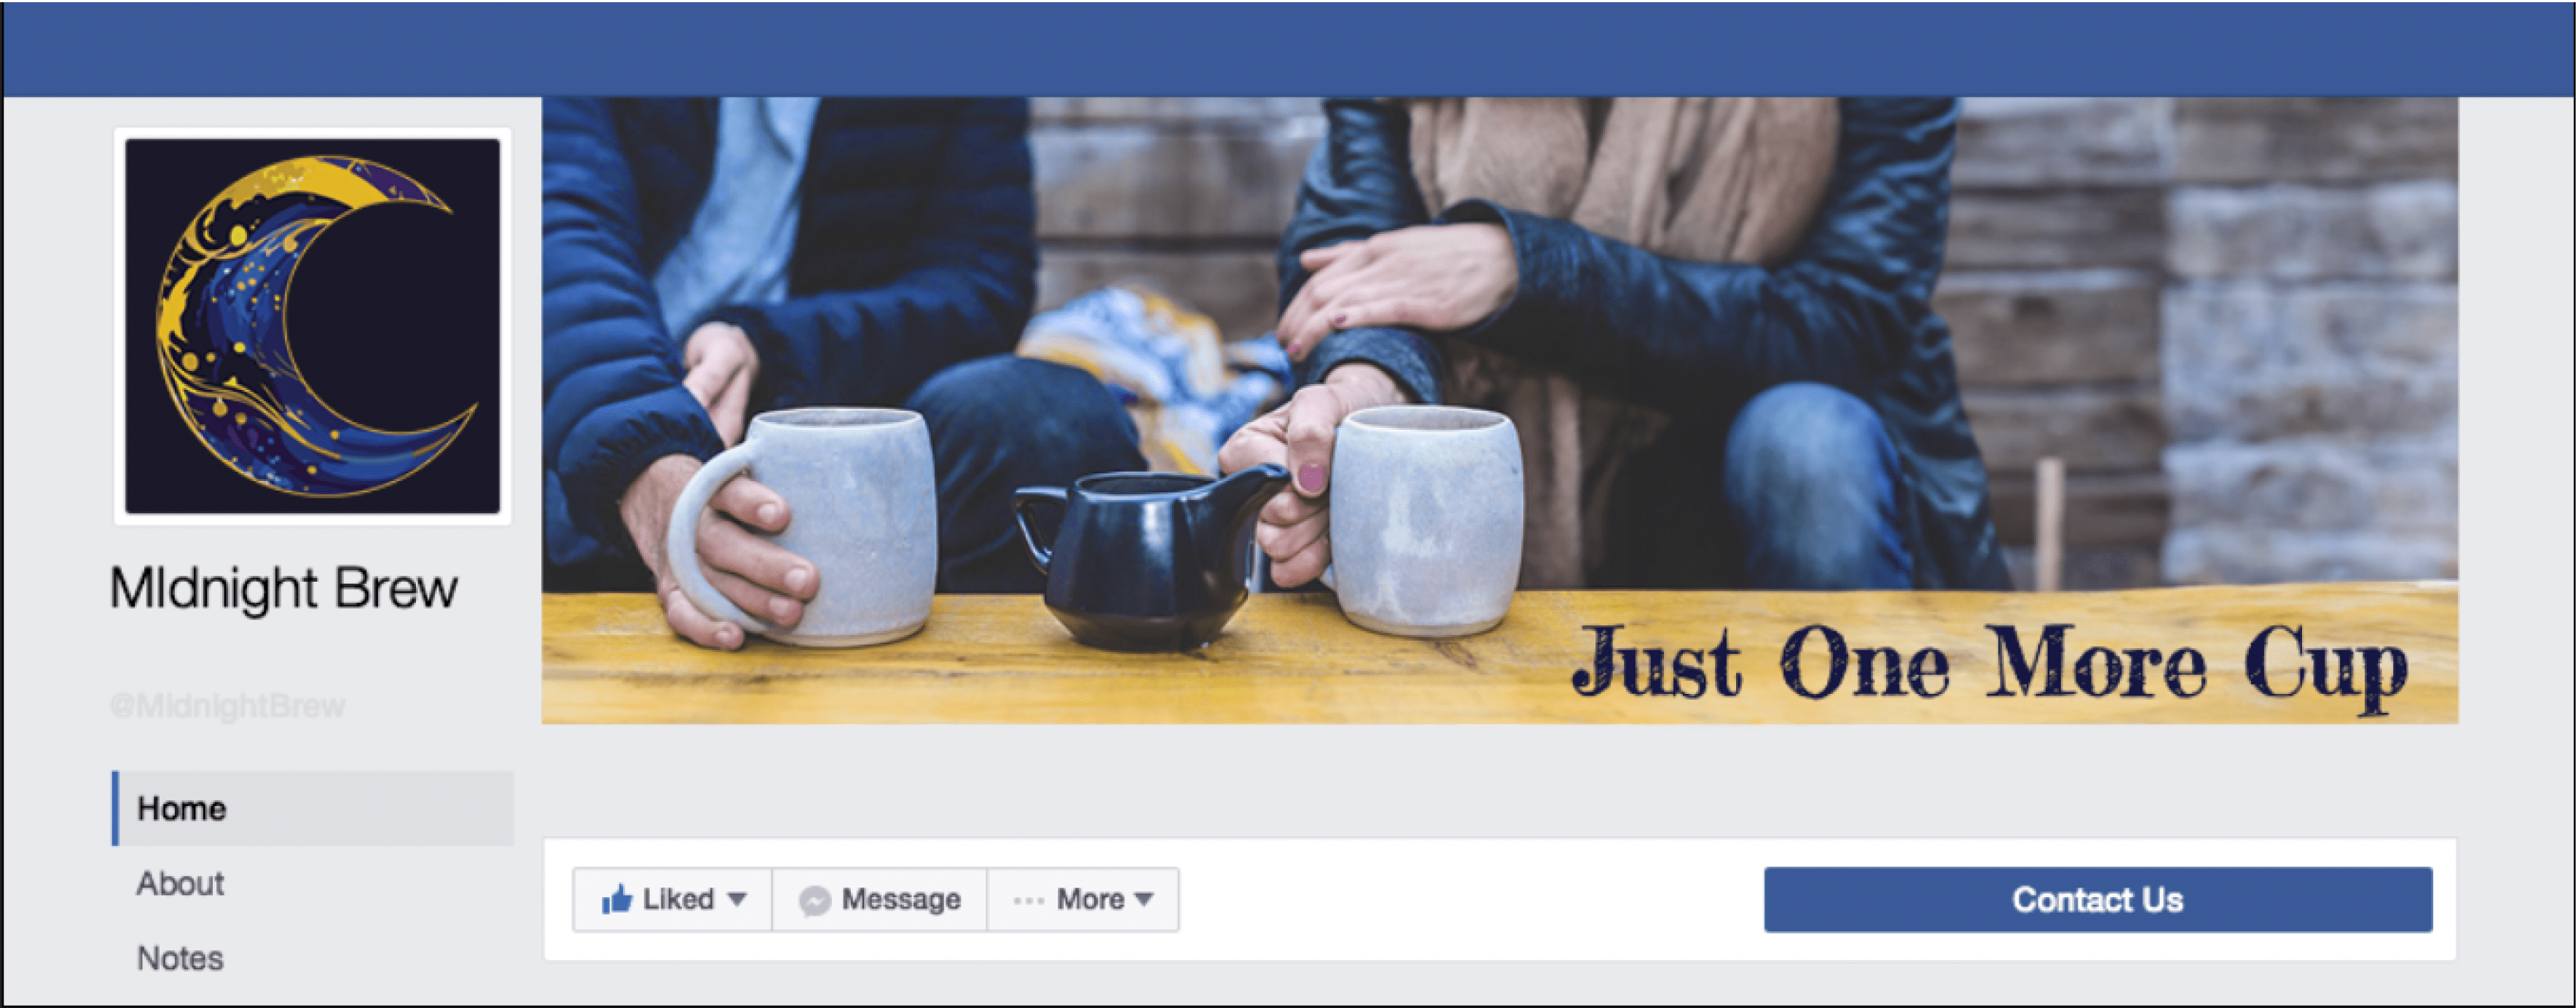 MIdnight Brew
@MIdnightBrew
Just One More Cup
Home
About
Notes
Liked
Message
More
Contact Us